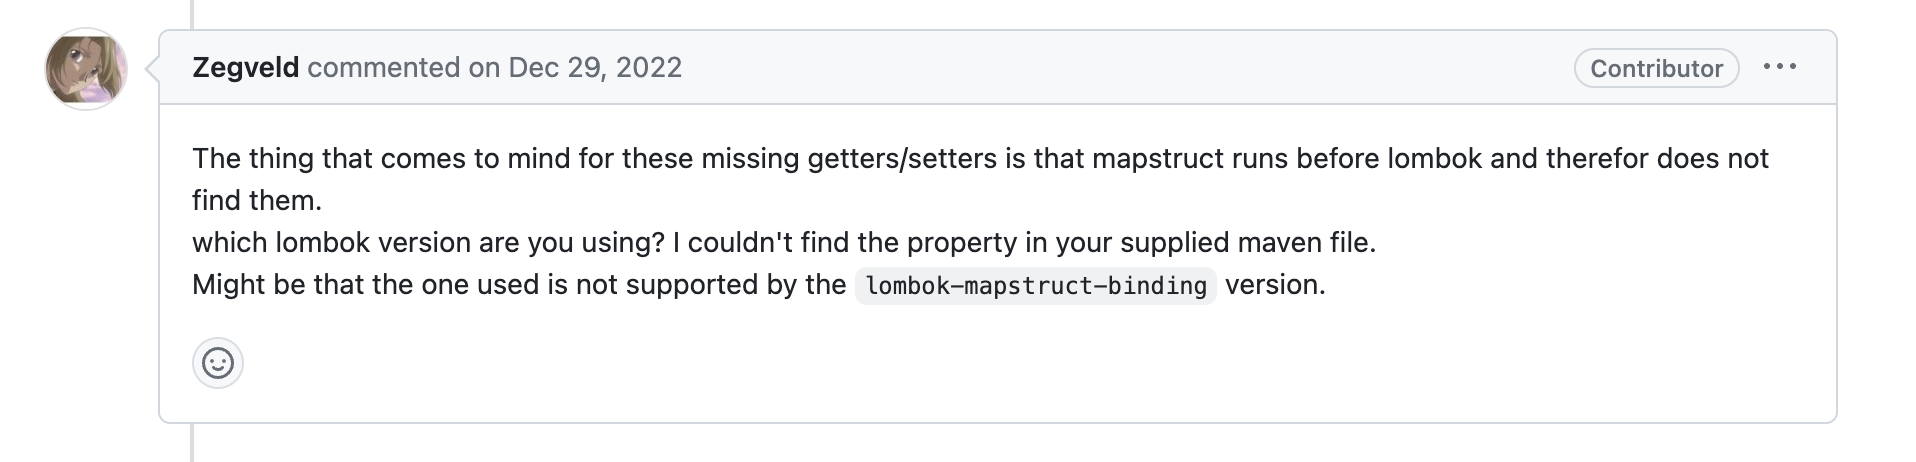 Zegveld commented on Dec 29, 2022
Contributor
The thing that comes to mind for these missing getters/setters is that mapstruct runs before lombok and therefor does not
find them.
which lombok version are you using? I couldn't find the property in your supplied maven file.
Might be that the one used is not supported by the lombok-mapstruct-binding version.